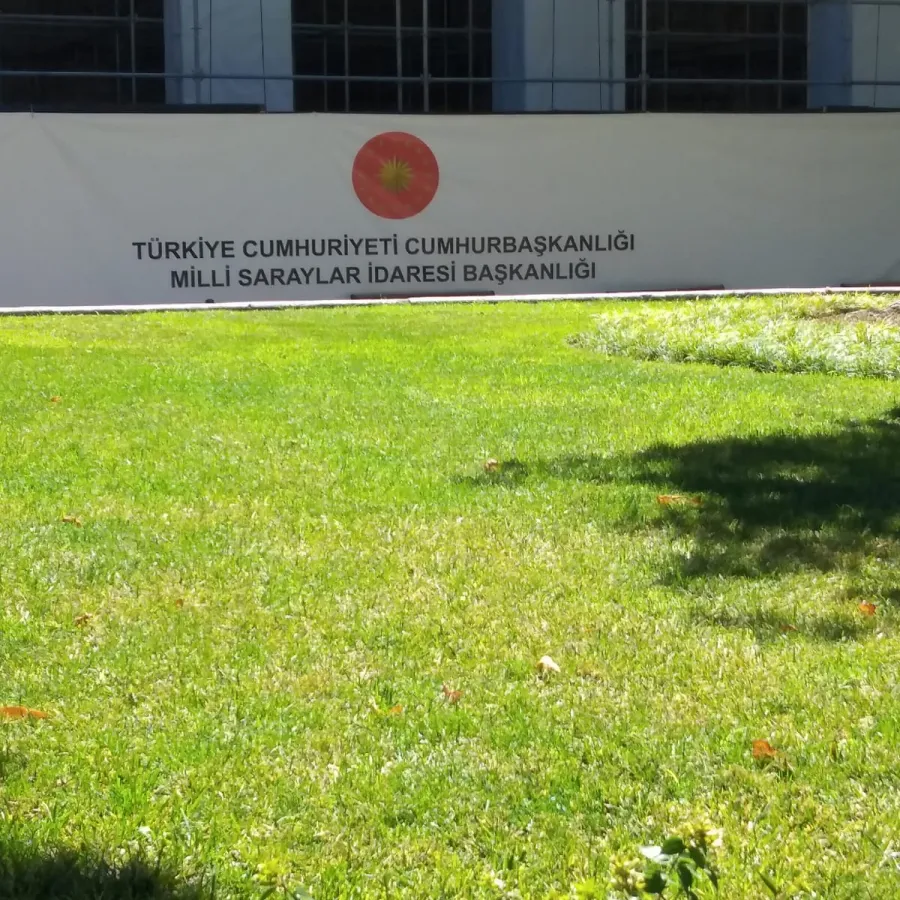 TÜRKİYE CUMHURİYETİ CUMHURBAŞKANLIĞI
MİLLİ SARAYLAR İDARESİ BAŞKANLIĞI